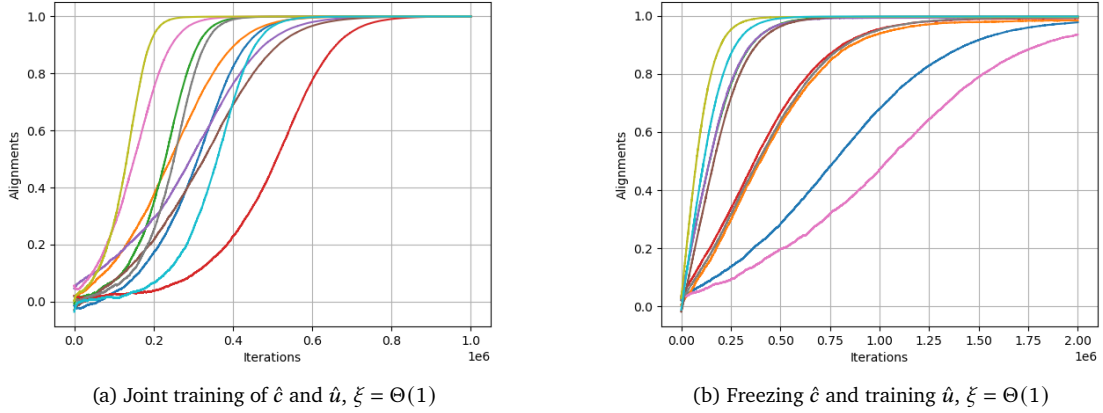 1.0
0.8
0.6
0.4
0.2
0.0
Alignments
0.0 0.2 0.4 0.6 0.8 1.0
Iterations
1e6
(a) Joint training of ĉ and û, ξ = Θ(1)
1.0
0.8
0.6
0.4
0.2
0.0
Alignments
0.00 0.25 0.50 0.75 1.00 1.25 1.50 1.75 2.00
Iterations
1e6
(b) Freezing ĉ and training û, ξ = Θ(1)